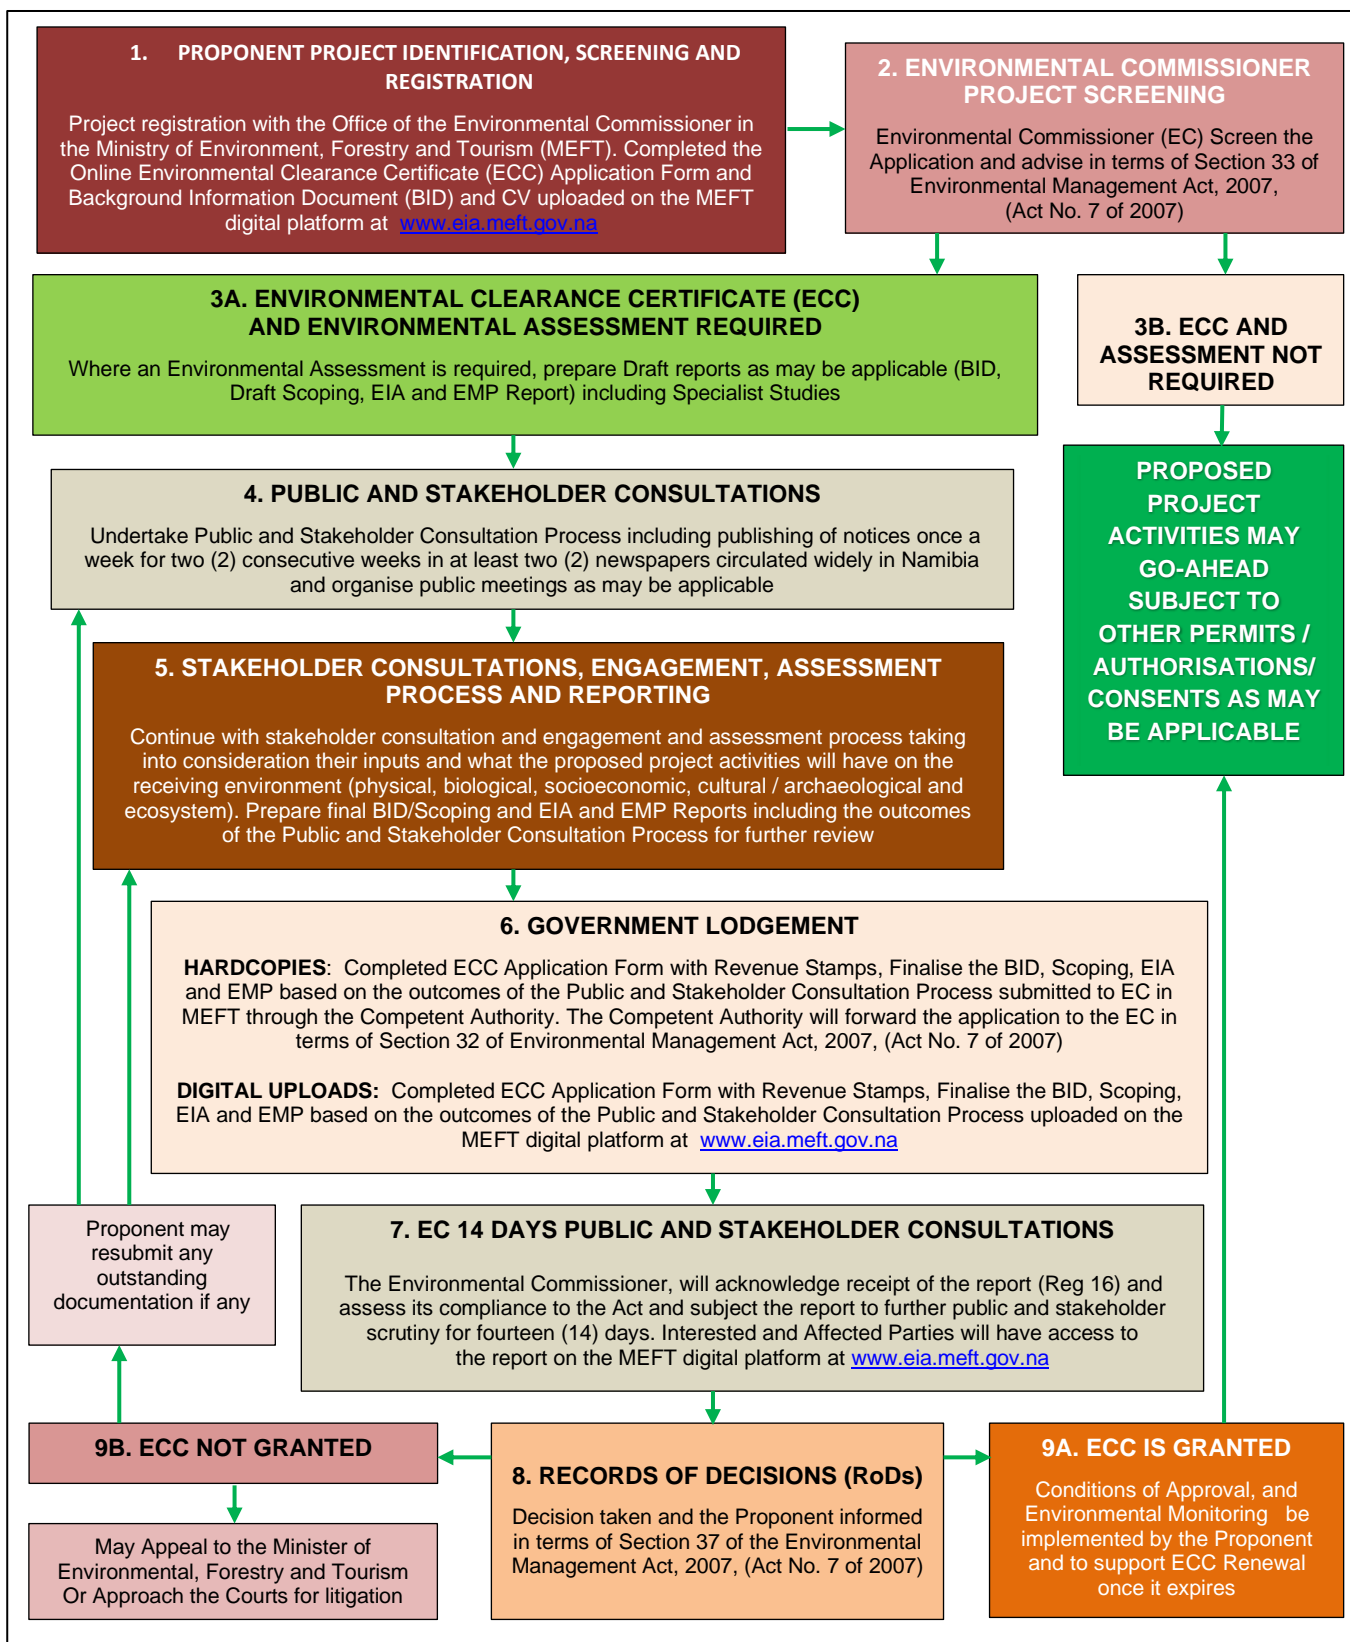 1. PROPONENT PROJECT IDENTIFICATION, SCREENING AND
REGISTRATION
Project registration with the Office of the Environmental Commissioner in
the Ministry of Environment, Forestry and Tourism (MEFT). Completed the
Online Environmental Clearance Certificate (ECC) Application Form and
Background Information Document (BID) and CV uploaded on the MEFT
digital platform at www.eia.meft.gov.na
2. ENVIRONMENTAL COMMISSIONER
PROJECT SCREENING
Environmental Commissioner (EC) Screen the
Application and advise in terms of Section 33 of
Environmental Management Act, 2007,
(Act No. 7 of 2007)
3A. ENVIRONMENTAL CLEARANCE CERTIFICATE (ECC)
AND ENVIRONMENTAL ASSESSMENT REQUIRED
Where an Environmental Assessment is required, prepare Draft reports as may be applicable (BID,
Draft Scoping, EIA and EMP Report) including Specialist Studies
3B. ECC AND
ASSESSMENT NOT
REQUIRED
4. PUBLIC AND STAKEHOLDER CONSULTATIONS
Undertake Public and Stakeholder Consultation Process including publishing of notices once a
week for two (2) consecutive weeks in at least two (2) newspapers circulated widely in Namibia
and organise public meetings as may be applicable
PROPOSED
PROJECT
ACTIVITIES MAY
GO-AHEAD
SUBJECT TO
OTHER PERMITS /
AUTHORISATIONS/
CONSENTS AS MAY
BE APPLICABLE
5. STAKEHOLDER CONSULTATIONS, ENGAGEMENT, ASSESSMENT
PROCESS AND REPORTING
Continue with stakeholder consultation and engagement and assessment process taking
into consideration their inputs and what the proposed project activities will have on the
receiving environment (physical, biological, socioeconomic, cultural / archaeological and
ecosystem). Prepare final BID/Scoping and EIA and EMP Reports including the outcomes
of the Public and Stakeholder Consultation Process for further review
6. GOVERNMENT LODGEMENT
HARDCOPIES: Completed ECC Application Form with Revenue Stamps, Finalise the BID, Scoping, EIA
and EMP based on the outcomes of the Public and Stakeholder Consultation Process submitted to EC in
MEFT through the Competent Authority. The Competent Authority will forward the application to the EC in
terms of Section 32 of Environmental Management Act, 2007, (Act No. 7 of 2007)
DIGITAL UPLOADS: Completed ECC Application Form with Revenue Stamps, Finalise the BID, Scoping,
EIA and EMP based on the outcomes of the Public and Stakeholder Consultation Process uploaded on the
MEFT digital platform at www.eia.meft.gov.na
Proponent may
resubmit any
outstanding
documentation if any
7. EC 14 DAYS PUBLIC AND STAKEHOLDER CONSULTATIONS
The Environmental Commissioner, will acknowledge receipt of the report (Reg 16) and
assess its compliance to the Act and subject the report to further public and stakeholder
scrutiny for fourteen (14) days. Interested and Affected Parties will have access to
the report on the MEFT digital platform at www.eia.meft.gov.na
9B. ECC NOT GRANTED
May Appeal to the Minister of
Environmental, Forestry and Tourism
Or Approach the Courts for litigation
8. RECORDS OF DECISIONS (RoDs)
Decision taken and the Proponent informed
in terms of Section 37 of the Environmental
Management Act, 2007, (Act No. 7 of 2007)
9A. ECC IS GRANTED
Conditions of Approval, and
Environmental Monitoring be
implemented by the Proponent
and to support ECC Renewal
once it expires